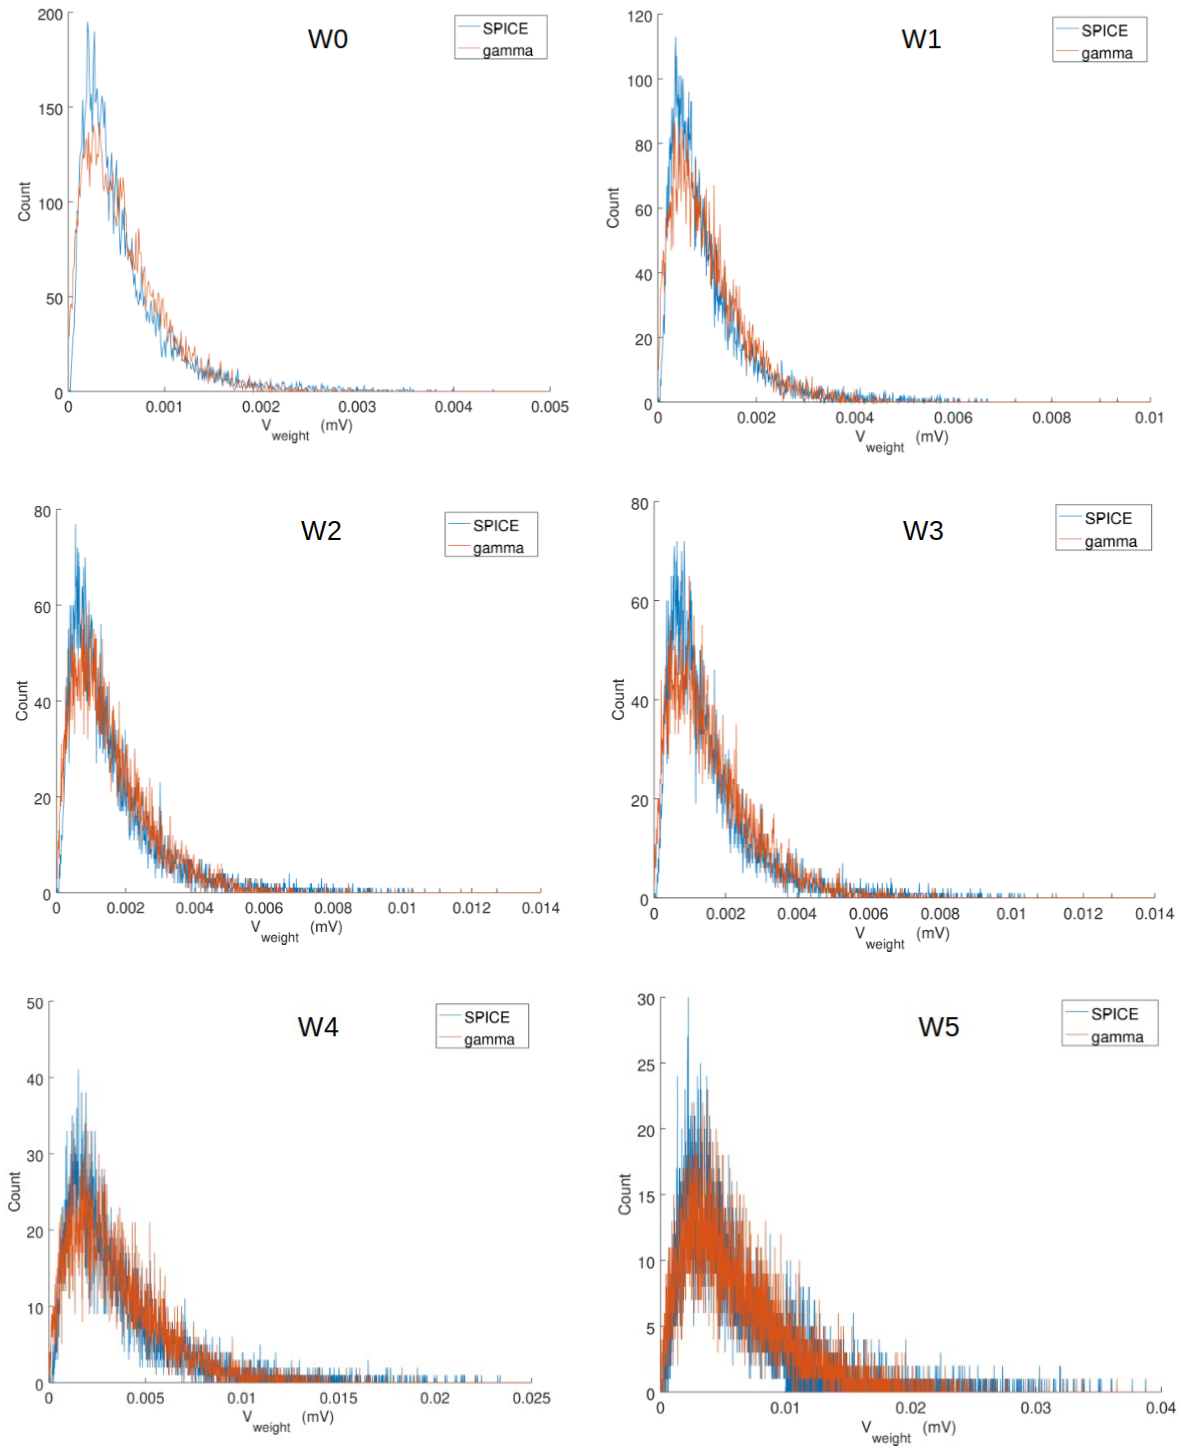 W0
SPICE
gamma
200
150
100
50
0
Count
0 0.001 0.002 0.003 0.004 0.005
V weight (mV)
W1
SPICE
gamma
120
100
80
60
40
20
0
Count
0 0.002 0.004 0.006 0.008 0.01
V weight (mV)
W2
SPICE
gamma
80
60
40
20
0
Count
0 0.002 0.004 0.006 0.008 0.01 0.012 0.014
V weight (mV)
W3
SPICE
gamma
80
60
40
20
0
Count
0 0.002 0.004 0.006 0.008 0.01 0.012 0.014
V weight (mV)
W4
SPICE
gamma
50
40
30
20
10
0
Count
0 0.005 0.01 0.015 0.02 0.025
V weight (mV)
W5
SPICE
gamma
30
25
20
15
10
5
0
Count
0 0.01 0.02 0.03 0.04
V weight (mV)